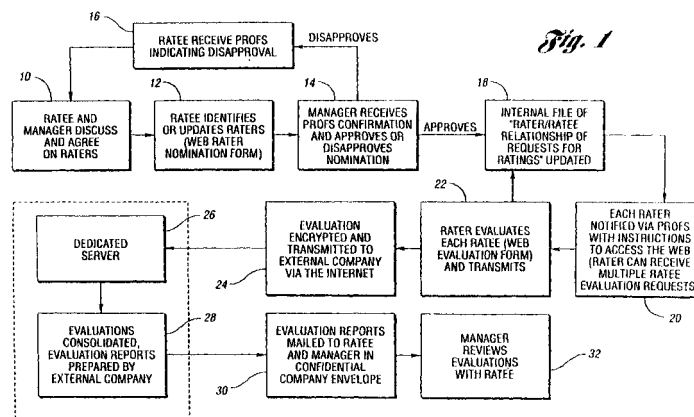 Fig. 1
16
RATEE RECEIVE PROFS
INDICATING DISAPPROVAL
DISAPPROVES
10
RATEE AND
MANAGER DISCUSS
AND AGREE
ON RATERS
12
RATEE IDENTIFIES
OR UPDATES RATERS
(WEB RATER
NOMINATION FORM)
14
MANAGER RECEIVES
PROFS CONFIRMATION
AND APPROVES OR
DISAPPROVES
NOMINATION
APPROVES
18
INTERNAL FILE OF
"RATER/RATEE
RELATIONSHIP OF
REQUESTS FOR
RATINGS" UPDATED
EACH RATER
NOTIFIED VIA PROFS
WITH INSTRUCTIONS
TO ACCESS THE WEB
(RATER CAN RECEIVE
MULTIPLE RATEE
EVALUATION REQUESTS)
20
22
RATER EVALUATES
EACH RATEE (WEB
EVALUATION FORM)
AND TRANSMITS
EVALUATION
ENCRYPTED AND
TRANSMITTED TO
EXTERNAL COMPANY
VIA THE INTERNET
24
26
DEDICATED
SERVER
28
EVALUATIONS
CONSOLIDATED,
EVALUATION REPORTS
PREPARED BY
EXTERNAL COMPANY
EVALUATION REPORTS
MAILED TO RATEE
AND MANAGER IN
CONFIDENTIAL
COMPANY ENVELOPE
30
MANAGER
REVIEWS
EVALUATIONS
WITH RATEE
32